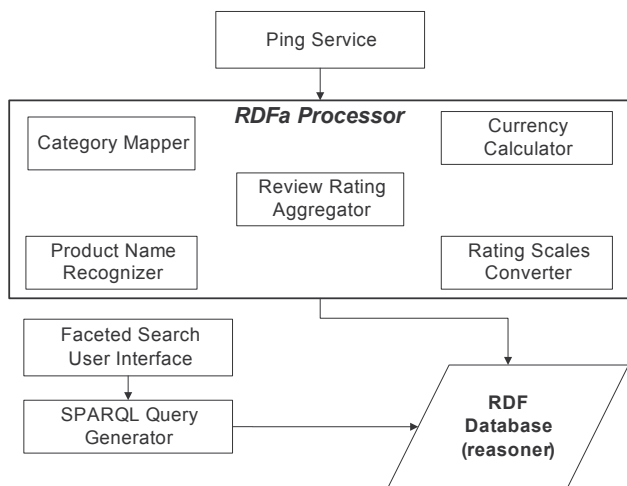 Ping Service
RDFa Processor
Category Mapper
Currency
Calculator
Review Rating
Aggregator
Product Name
Recognizer
Rating Scales
Converter
Faceted Search
User Interface
SPARQL Query
Generator
RDF
Database
(reasoner)